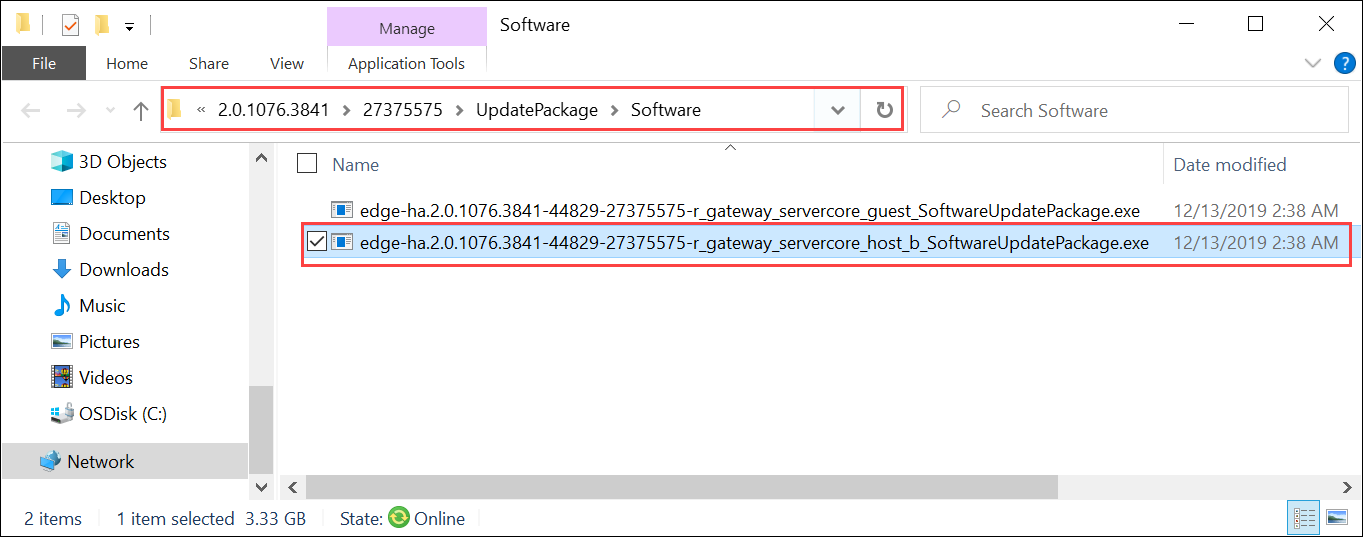 Manage
Software
File
Home
Share
View
Application Tools
?
« 2.0.1076.3841 > 27375575 > UpdatePackage > Software
Search Software
3D Objects
Desktop
Documents
Downloads
Music
Pictures
Videos
OSDisk (C:)
Network
Name
Date modified
edge-ha.2.0.1076.3841-44829-27375575-r_gateway_servercore_guest_SoftwareUpdatePackage.exe 12/13/2019 2:38 AM
edge-ha.2.0.1076.3841-44829-27375575-r_gateway_servercore_host_b_SoftwareUpdatePackage.exe 12/13/2019 2:38 AM
2 items
1 item selected 3.33 GB
State: Online